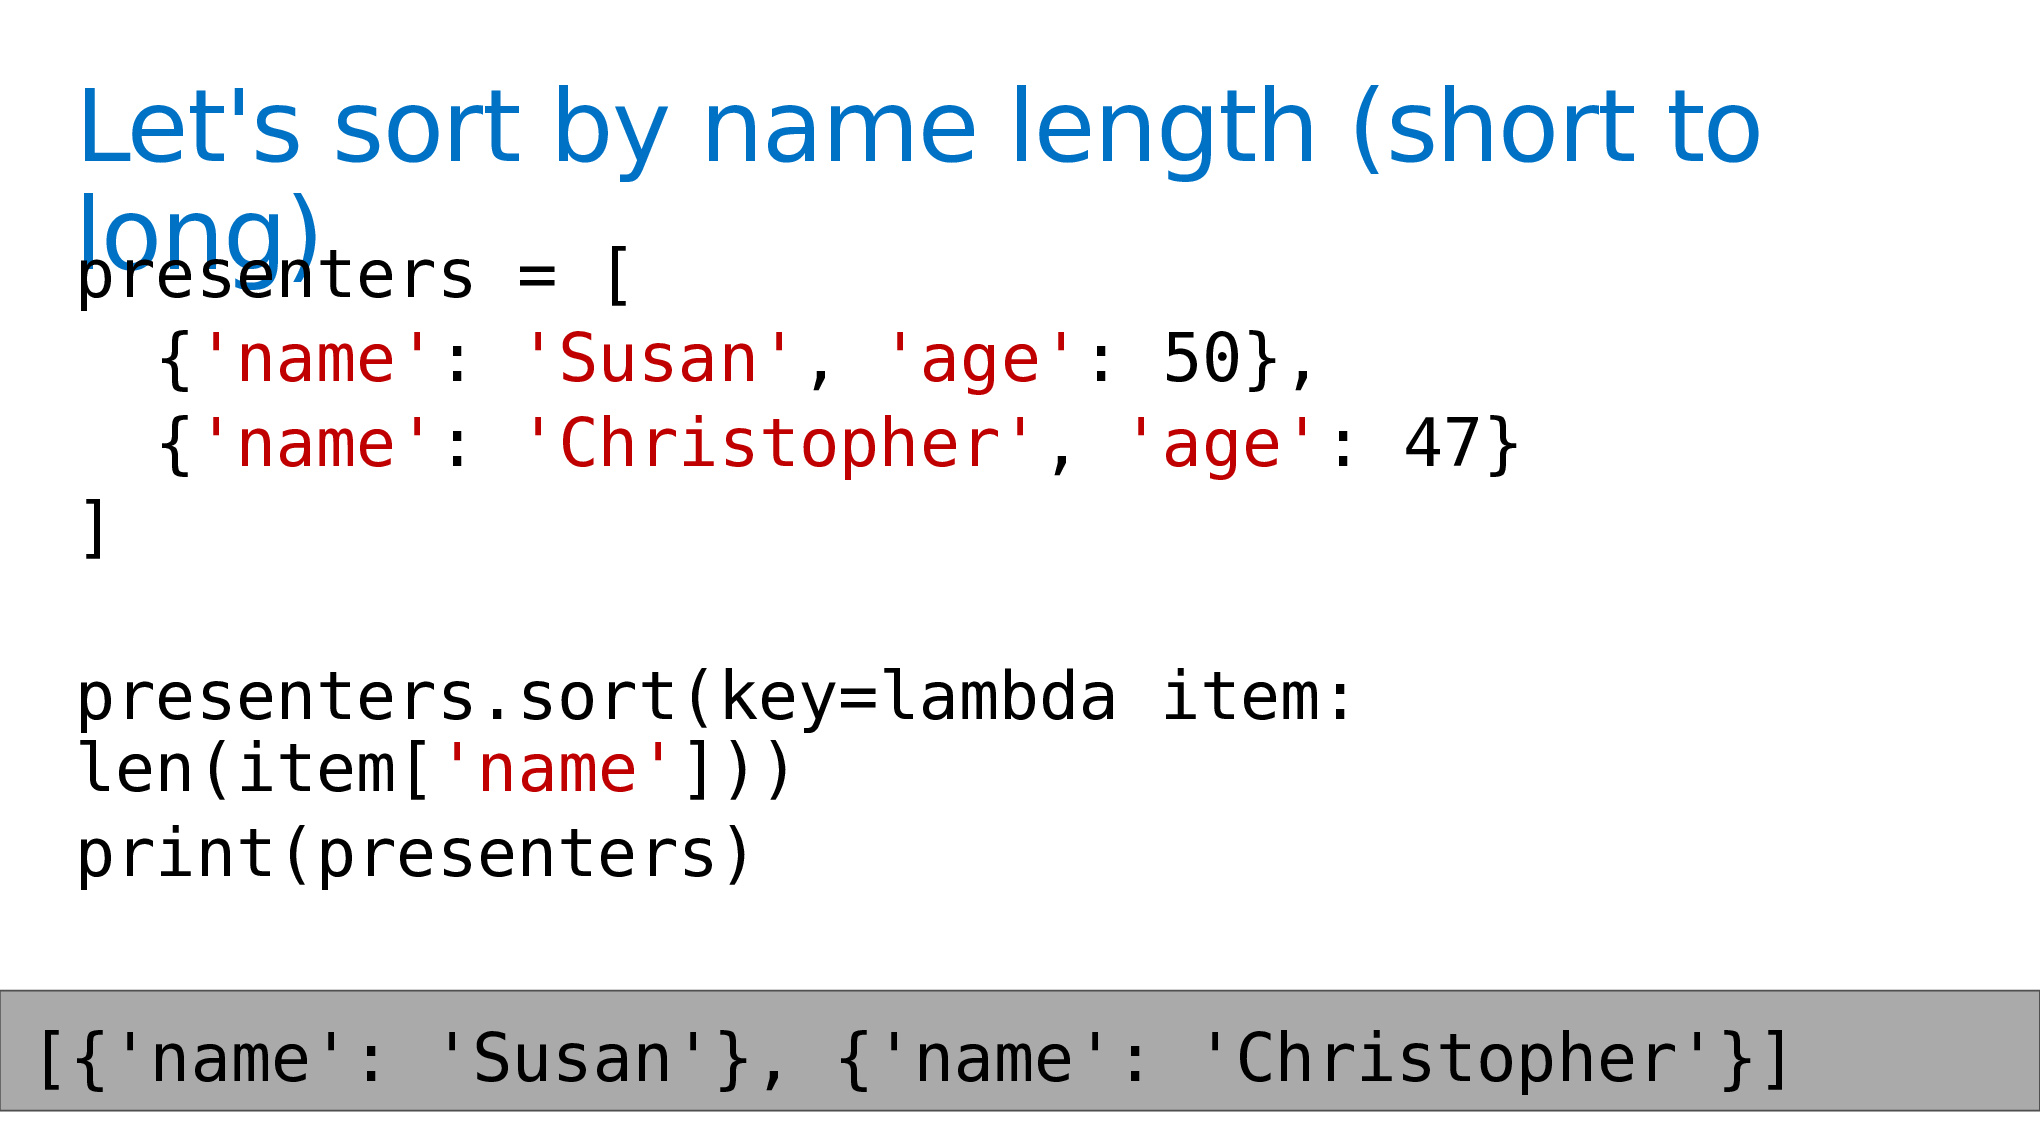 Let's sort by name length (short to
long)
presenters = [
  {'name': 'Susan', 'age': 50},
  {'name': 'Christopher', 'age': 47}
]
presenters.sort(key=lambda item:
len(item['name']))
print(presenters)
[{'name': 'Susan'}, {'name': 'Christopher'}]